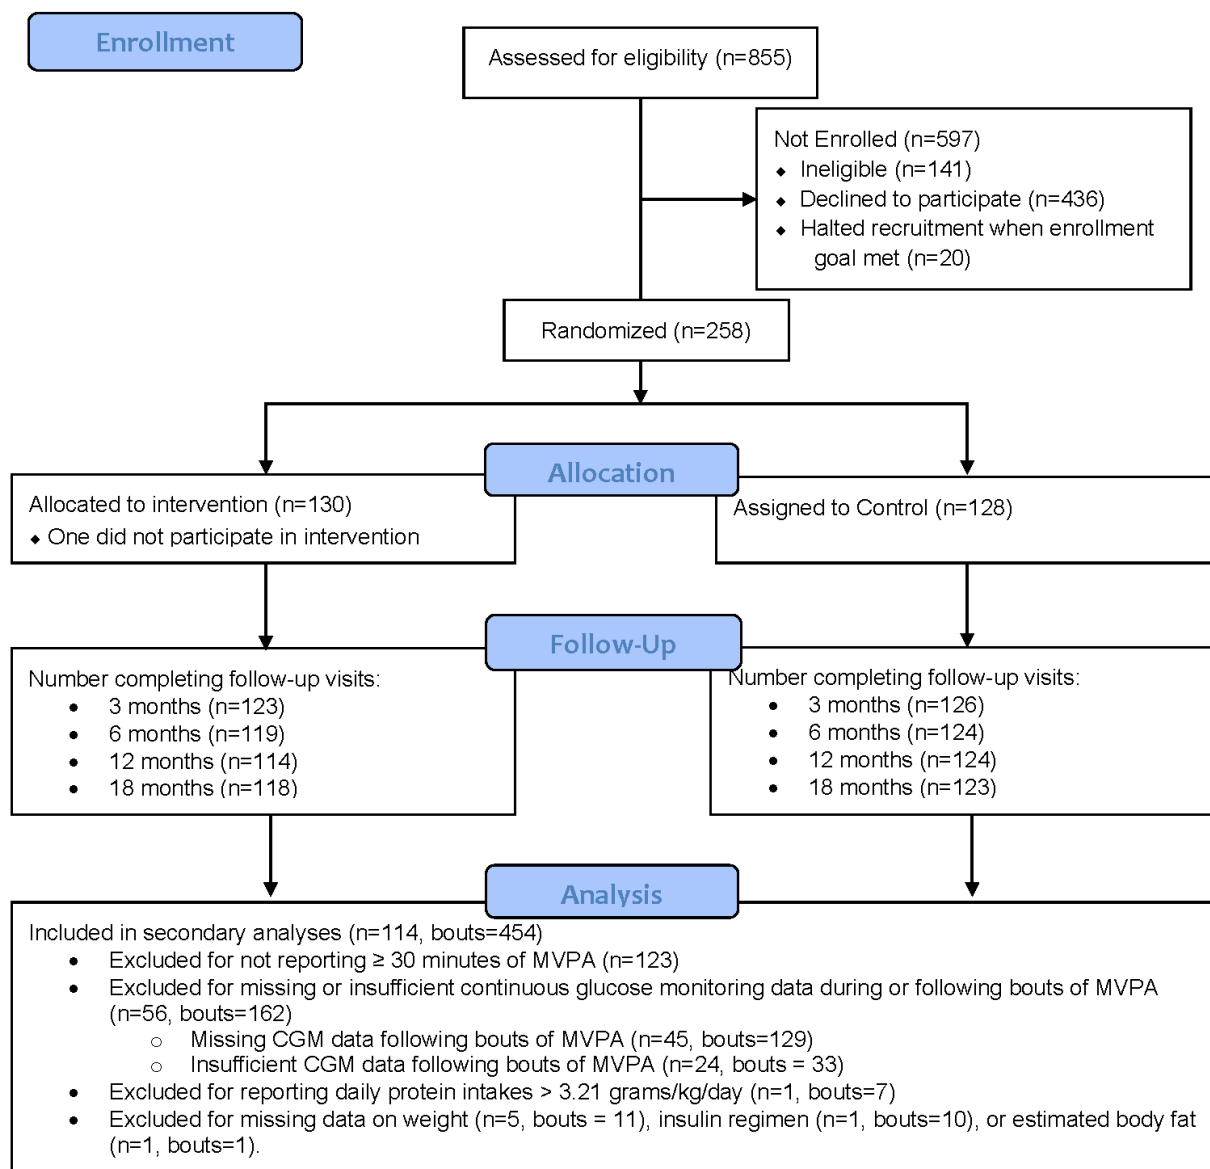 Enrollment
Assessed for eligibility (n=855)
Not Enrolled (n=597)
⬥ Ineligible (n=141)
⬥ Declined to participate (n=436)
⬥ Halted recruitment when enrollment
goal met (n=20)
Randomized (n=258)
Allocation
Allocated to intervention (n=130)
⬥ One did not participate in intervention
Assigned to Control (n=128)
Follow-Up
Number completing follow-up visits:
• 3 months (n=123)
• 6 months (n=119)
• 12 months (n=114)
• 18 months (n=118)
Number completing follow-up visits:
• 3 months (n=126)
• 6 months (n=124)
• 12 months (n=124)
• 18 months (n=123)
Analysis
Included in secondary analyses (n=114, bouts=454)
• Excluded for not reporting ≥ 30 minutes of MVPA (n=123)
• Excluded for missing or insufficient continuous glucose monitoring data during or following bouts of MVPA
(n=56, bouts=162)
o Missing CGM data following bouts of MVPA (n=45, bouts=129)
o Insufficient CGM data following bouts of MVPA (n=24, bouts = 33)
• Excluded for reporting daily protein intakes > 3.21 grams/kg/day (n=1, bouts=7)
• Excluded for missing data on weight (n=5, bouts = 11), insulin regimen (n=1, bouts=10), or estimated body fat
(n=1, bouts=1).